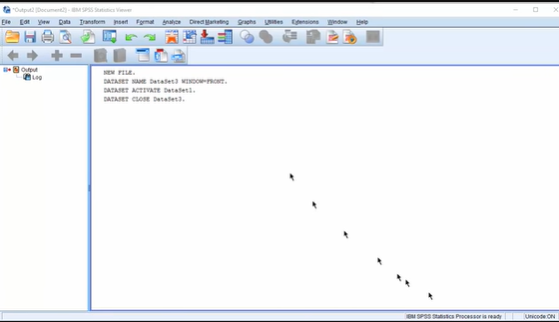 *Output2 [Document2] - IBM SPSS Statistics Viewer
File Edit View Data Transform Insert Format Analyze Direct Marketing Graphs Utilities Extensions Window Help
Output
Log
NEW FILE.
DATASET NAME DataSet3 WINDOW=FRONT.
DATASET ACTIVATE DataSet1.
DATASET CLOSE DataSet3.
IBM SPSS Statistics Processor is ready Unicode:ON